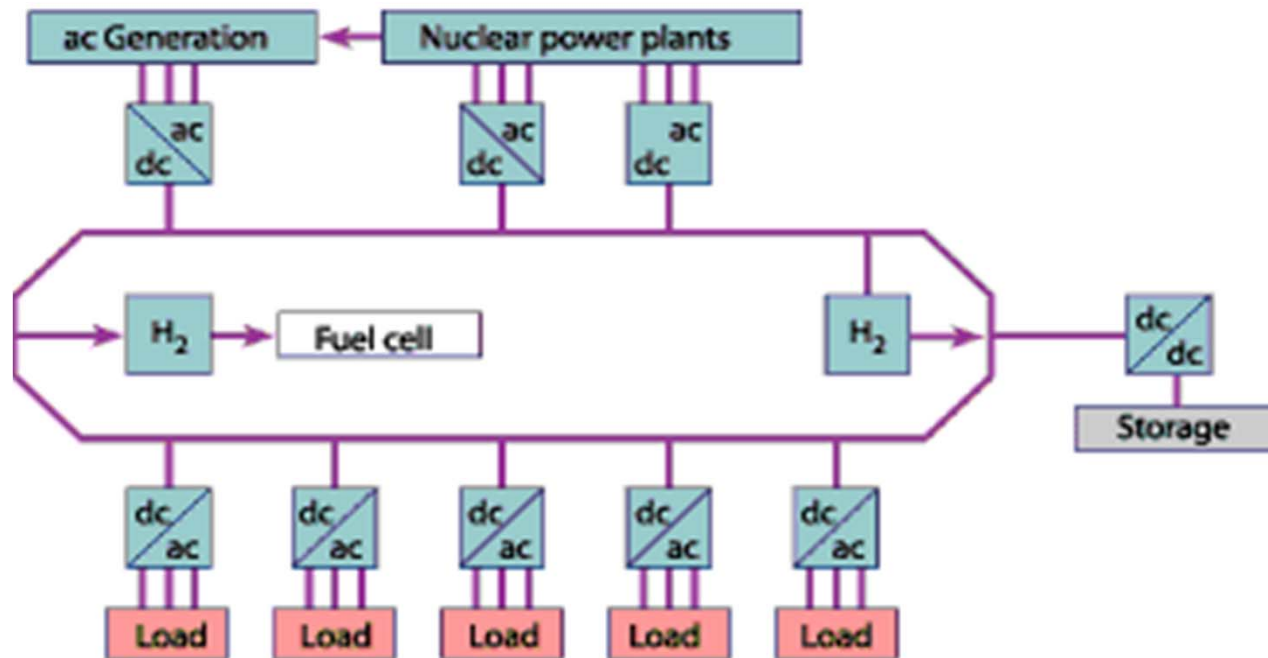 ac Generation
Nuclear power plants
ac
dc
ac
dc
ac
dc
H2
Fuel cell
H2
dc
dc
Storage
dc
ac
dc
ac
dc
ac
dc
ac
dc
ac
Load
Load
Load
Load
Load